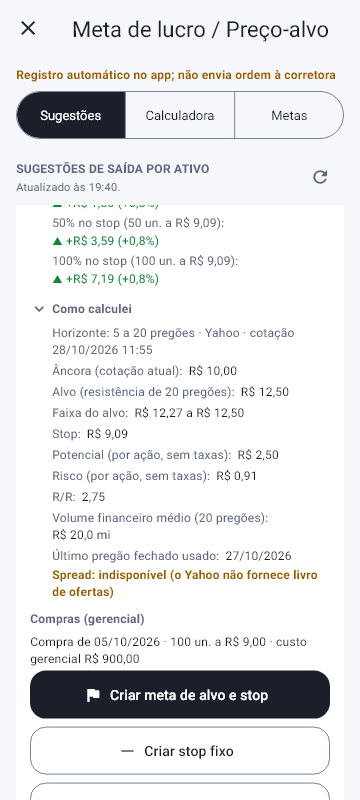 Meta de lucro / Preço-alvo
Registro automático no app; não envia ordem à corretora
Sugestões
Calculadora
Metas
SUGESTÕES DE SAÍDA POR ATIVO
Atualizado às 19:40.
50% no stop (50 un. a R$ 9,09):
▲ +R$ 3,59 (+0,8%)
100% no stop (100 un. a R$ 9,09):
▲ +R$ 7,19 (+0,8%)
Como calculei
Horizonte: 5 a 20 pregões · Yahoo · cotação
28/10/2026 11:55
Âncora (cotação atual): R$ 10,00
Alvo (resistência de 20 pregões): R$ 12,50
Faixa do alvo: R$ 12,27 a R$ 12,50
Stop: R$ 9,09
Potencial (por ação, sem taxas): R$ 2,50
Risco (por ação, sem taxas): R$ 0,91
R/R: 2,75
Volume financeiro médio (20 pregões):
R$ 20,0 mi
Último pregão fechado usado: 27/10/2026
Spread: indisponível (o Yahoo não fornece livro
de ofertas)
Compras (gerencial)
Compra de 05/10/2026 · 100 un. a R$ 9,00 · custo
gerencial R$ 900,00
Criar meta de alvo e stop
Criar stop fixo